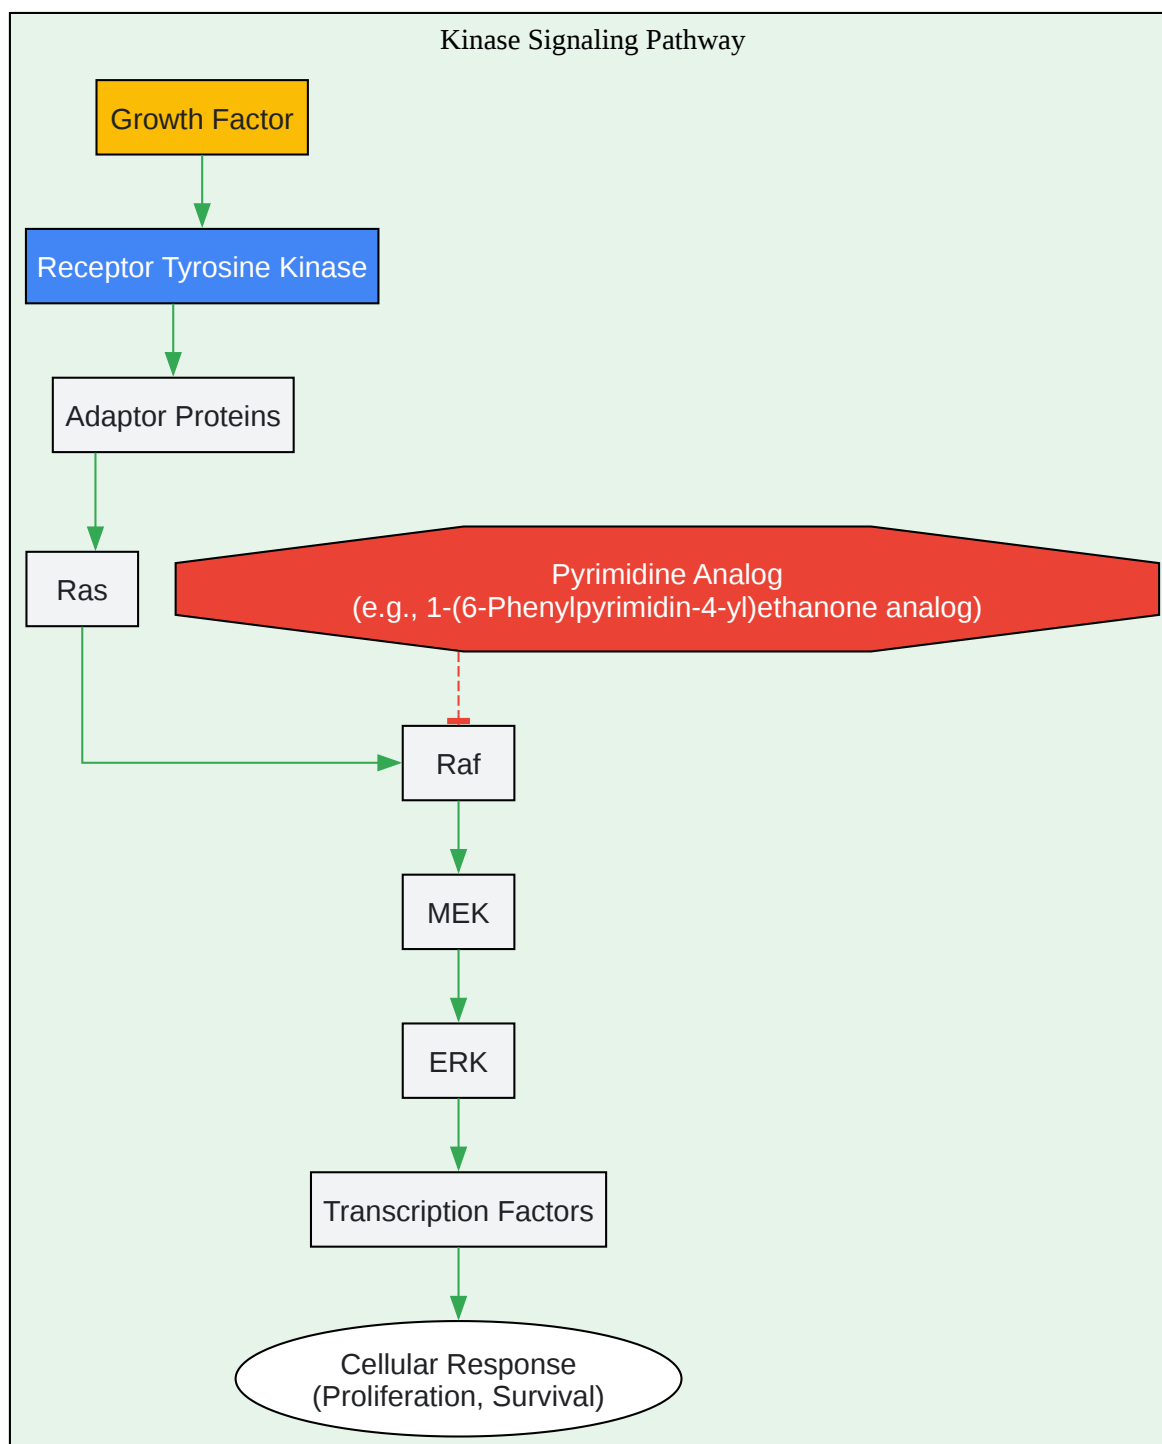 Kinase Signaling Pathway
Growth Factor
Receptor Tyrosine Kinase
Adaptor Proteins
Ras
Pyrimidine Analog
(e.g., 1-(6-Phenylpyrimidin-4-yl)ethanone analog)
Raf
MEK
ERK
Transcription Factors
Cellular Response
(Proliferation, Survival)